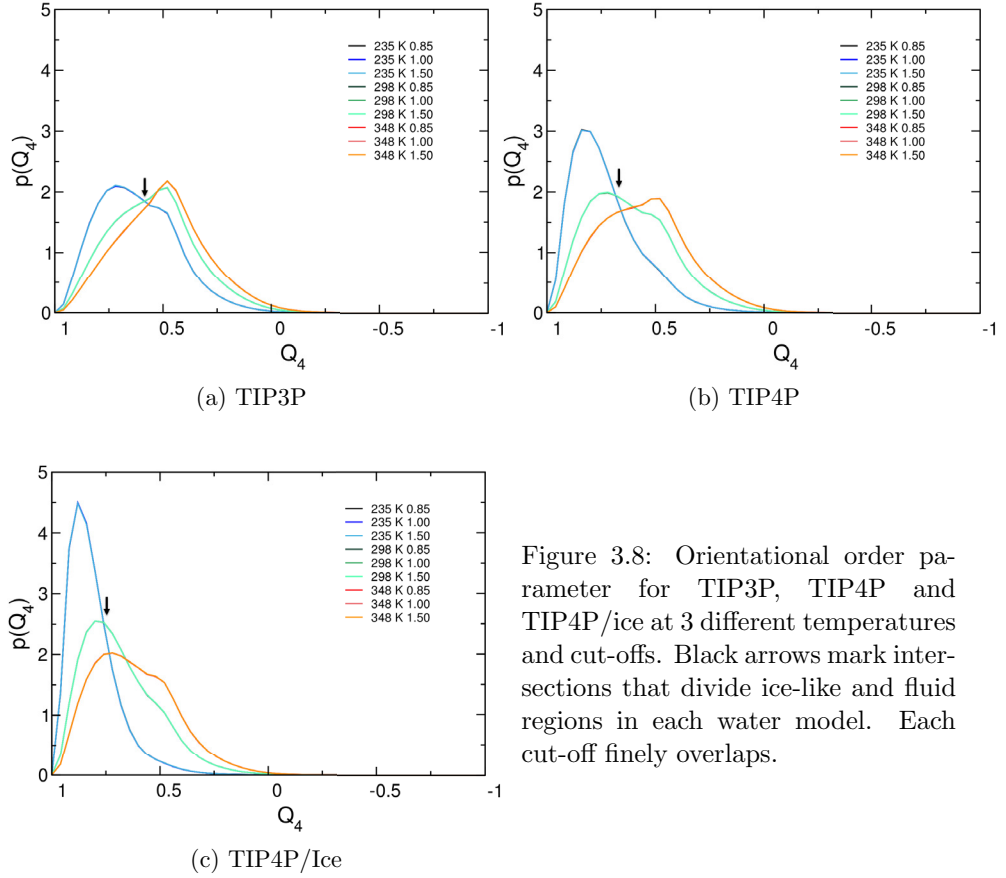 5
4
3
2
1
0
p(Q4)
235 K 0.85
235 K 1.00
235 K 1.50
298 K 0.85
298 K 1.00
298 K 1.50
348 K 0.85
348 K 1.00
348 K 1.50
1 0.5 0 -0.5 -1
Q4
(a) TIP3P
5
4
3
2
1
0
p(Q4)
235 K 0.85
235 K 1.00
235 K 1.50
298 K 0.85
298 K 1.00
298 K 1.50
348 K 0.85
348 K 1.00
348 K 1.50
1 0.5 0 -0.5 -1
Q4
(b) TIP4P
5
4
3
2
1
0
p(Q4)
235 K 0.85
235 K 1.00
235 K 1.50
298 K 0.85
298 K 1.00
298 K 1.50
348 K 0.85
348 K 1.00
348 K 1.50
1 0.5 0 -0.5 -1
Q4
(c) TIP4P/Ice
Figure 3.8: Orientational order pa-
rameter for TIP3P, TIP4P and
TIP4P/ice at 3 different temperatures
and cut-offs. Black arrows mark inter-
sections that divide ice-like and fluid
regions in each water model. Each
cut-off finely overlaps.